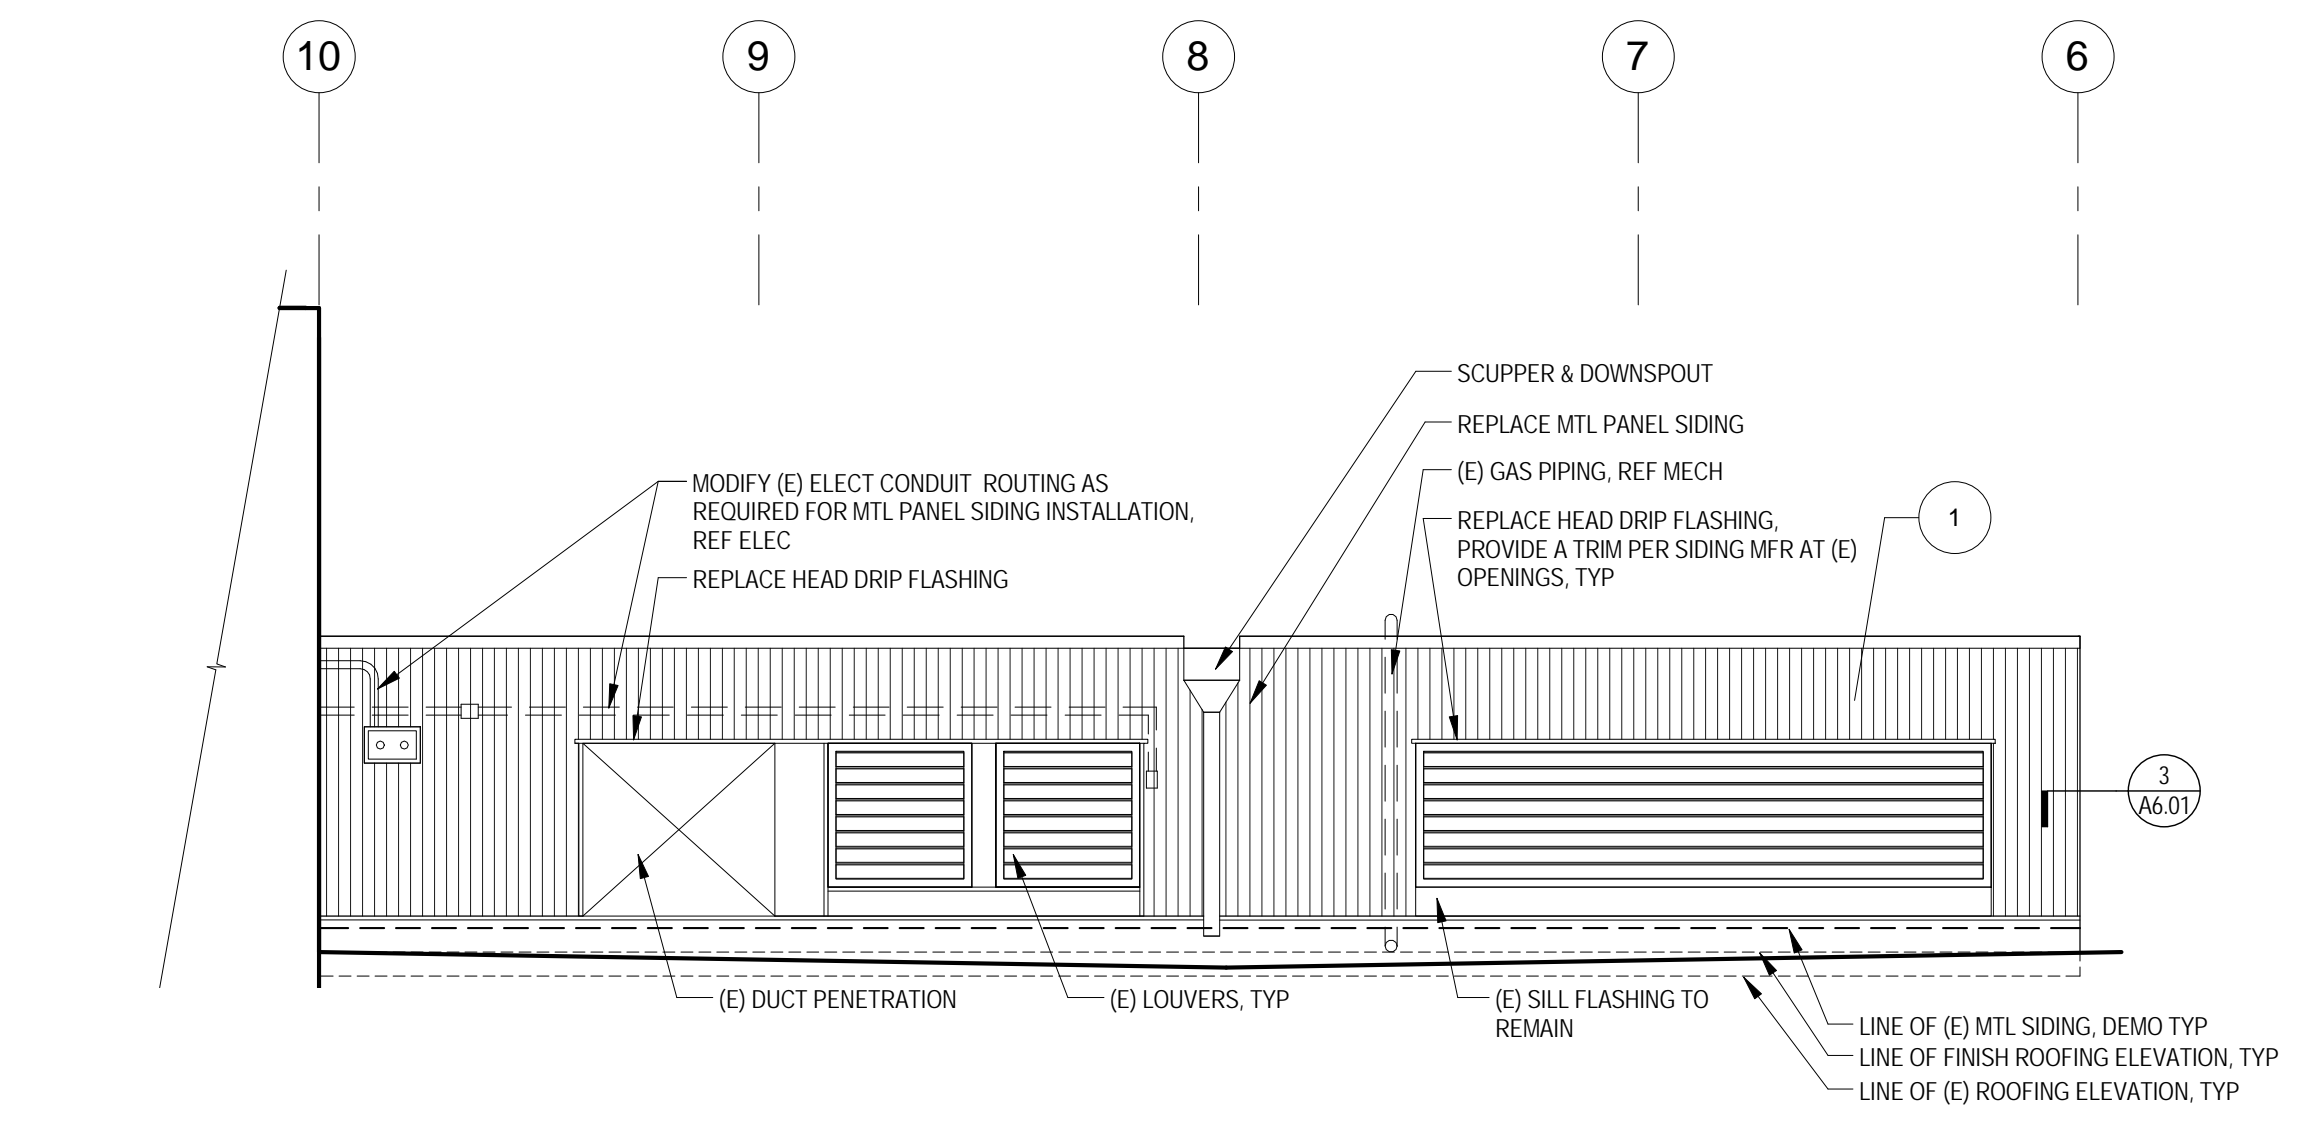 10
9
8
7
6
SCUPPER & DOWNSPOUT
REPLACE MTL PANEL SIDING
(E) GAS PIPING, REF MECH
REPLACE HEAD DRIP FLASHING,
PROVIDE A TRIM PER SIDING MFR AT (E)
OPENINGS, TYP
1
MODIFY (E) ELECT CONDUIT ROUTING AS
REQUIRED FOR MTL PANEL SIDING INSTALLATION,
REF ELEC
REPLACE HEAD DRIP FLASHING
3
A6.01
(E) DUCT PENETRATION
(E) LOUVERS, TYP
(E) SILL FLASHING TO
REMAIN
LINE OF (E) MTL SIDING, DEMO TYP
LINE OF FINISH ROOFING ELEVATION, TYP
LINE OF (E) ROOFING ELEVATION, TYP